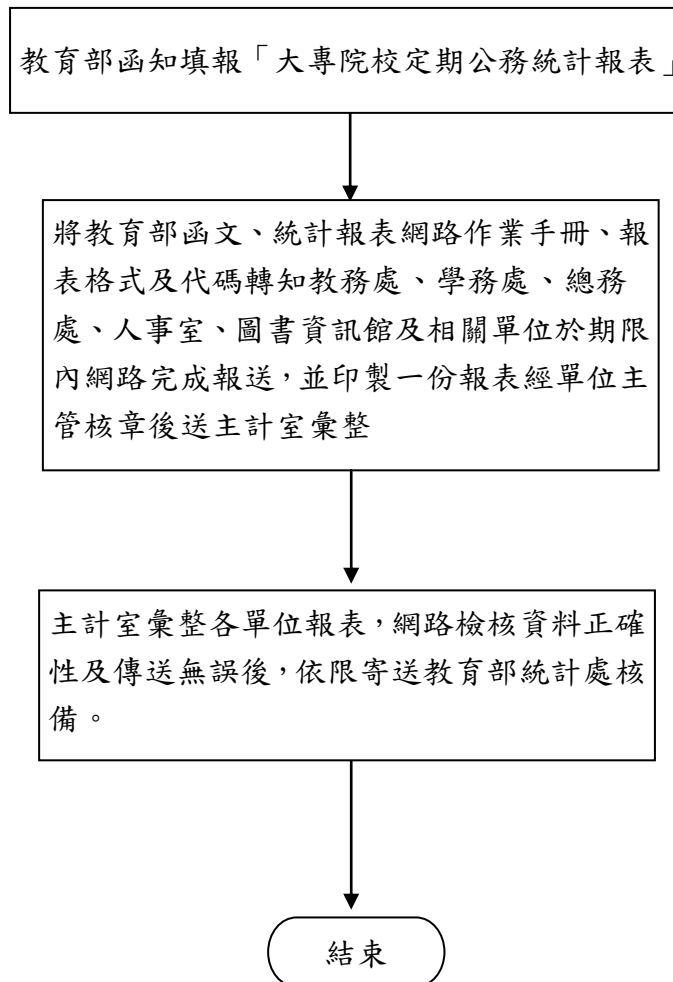 教育部函知填報「大專院校定期公務統計報表」
將教育部函文、統計報表網路作業手冊、報
表格式及代碼轉知教務處、學務處、總務
處、人事室、圖書資訊館及相關單位於期限
內網路完成報送，並印製一份報表經單位主
管核章後送主計室彙整
主計室彙整各單位報表，網路檢核資料正確
性及傳送無誤後，依限寄送教育部統計處核
備。
結束